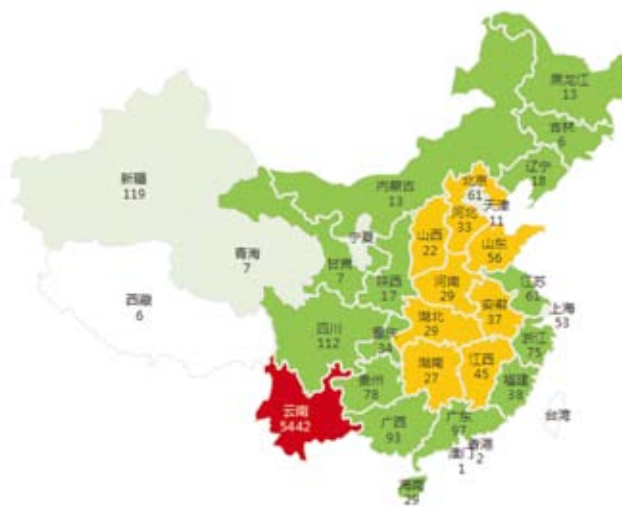 黑龙江
13
吉林
6
辽宁
18
内蒙古
13
北京
61
天津
11
河北
33
新疆
119
宁夏
山西
22
山东
56
青海
7
甘肃
7
陕西
17
河南
29
江苏
61
西藏
6
安徽
37
上海
53
四川
112
重庆
34
湖北
29
浙江
75
湖南
27
江西
45
贵州
78
福建
38
云南
5442
广西
93
广东
97
台湾
香港
2
澳门
1
海南
29